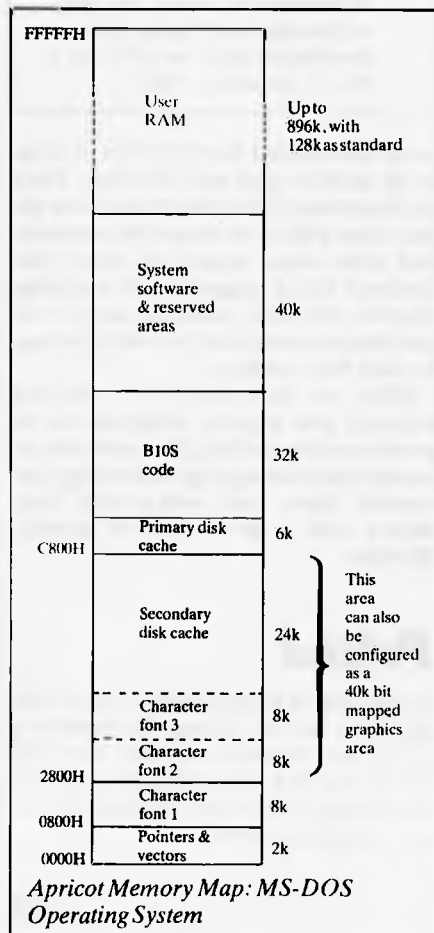 FFFFFH
User
RAM
Up to
896k, with
128k as standard
System
software
& reserved
areas
40k
BIOS
code
32k
Primary disk
cache
6k
C800H
Secondary
disk cache
24k
This
area
can also
be
configured
as a
40k bit
mapped
graphics
area
Character
font 3
8k
Character
font 2
8k
2800H
Character
font 1
8k
0800H
Pointers &
vectors
2k
0000H
Apricot Memory Map: MS-DOS
Operating System